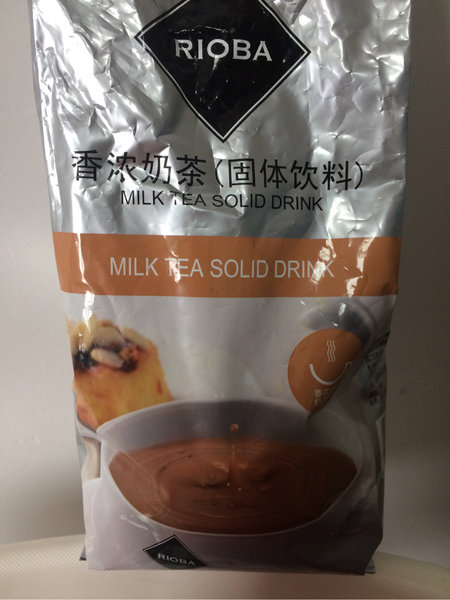 RIOBA
香浓奶茶(固体饮料)
MILK TEA SOLID DRINK
MILK TEA SOLID DRINK
RIOBA